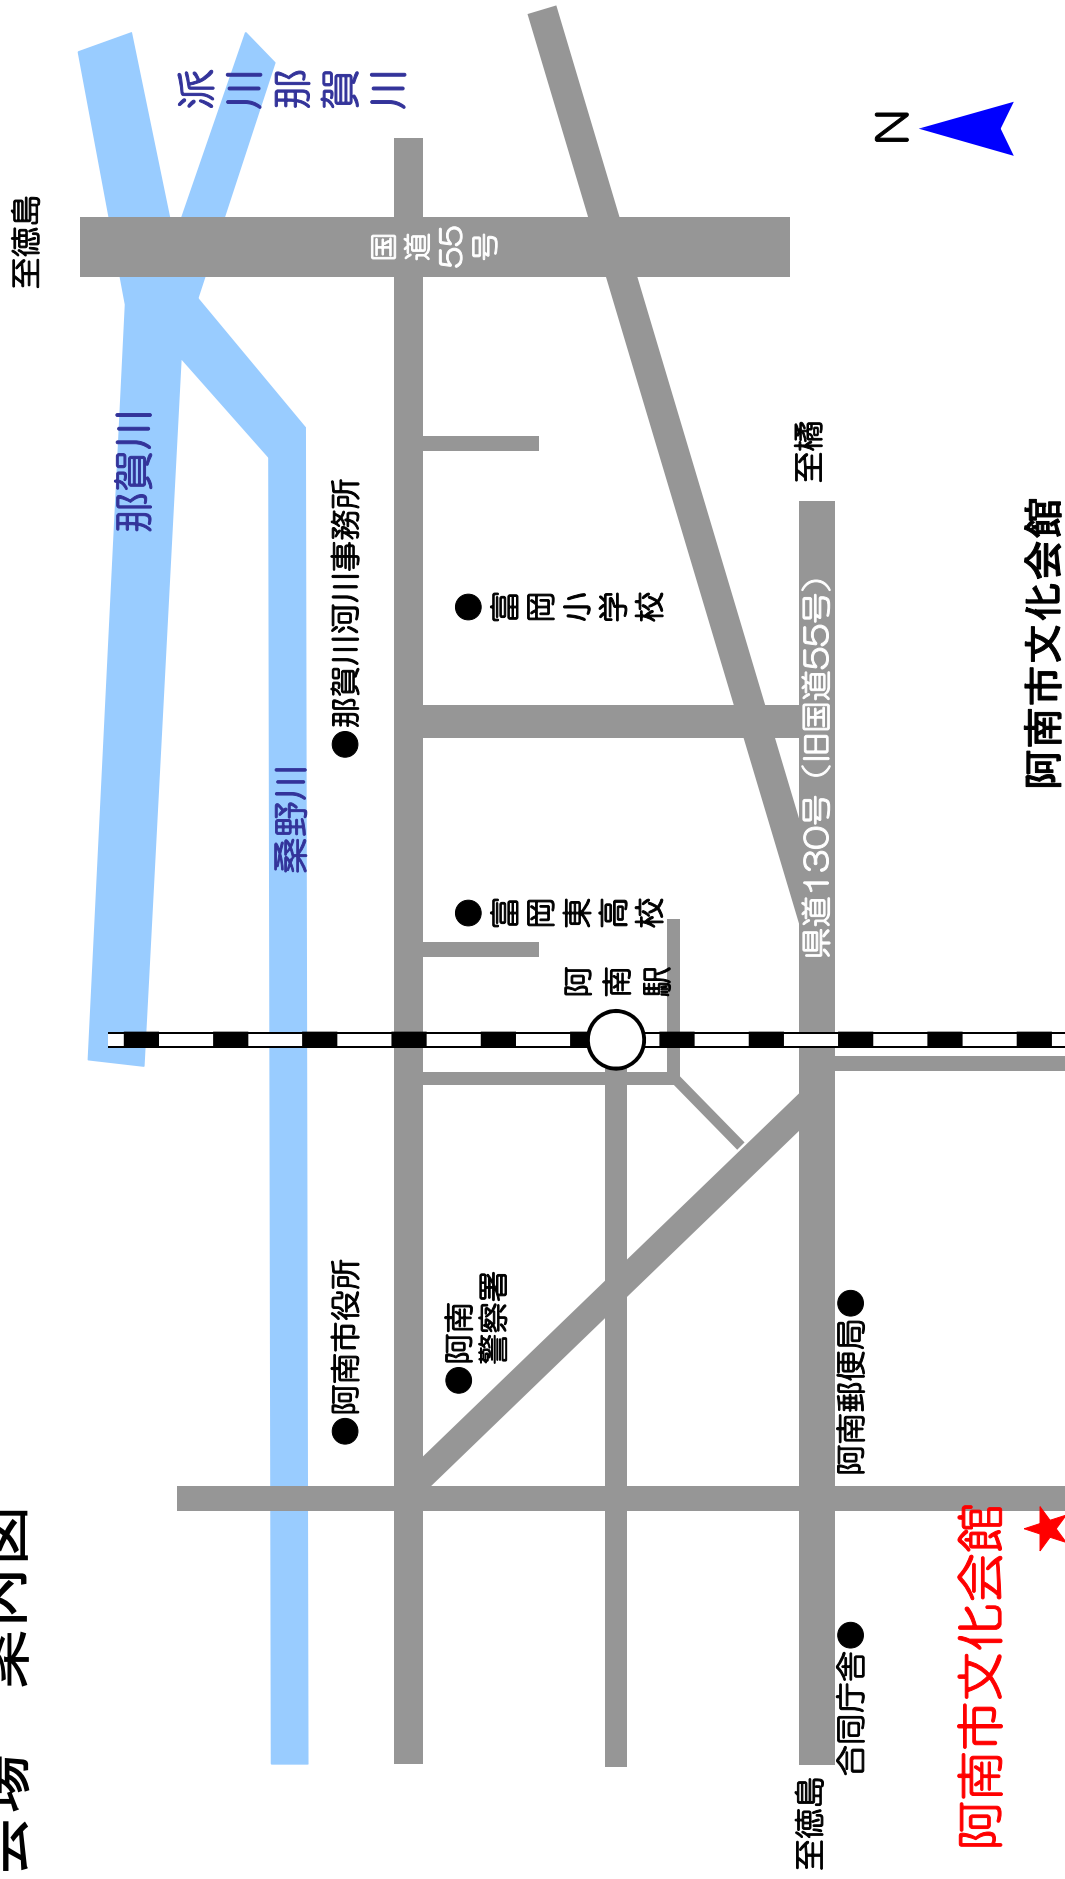 会場　案内図
至徳島
派川那賀川
国道55号
那賀川
桑野川
那賀川河川事務所
富岡小学校
至橘
県道130号（旧国道55号）
富岡東高校
阿南駅
阿南市役所
阿南
警察署
阿南郵便局
合同庁舎
至徳島
阿南市文化会館
阿南市文化会館
N